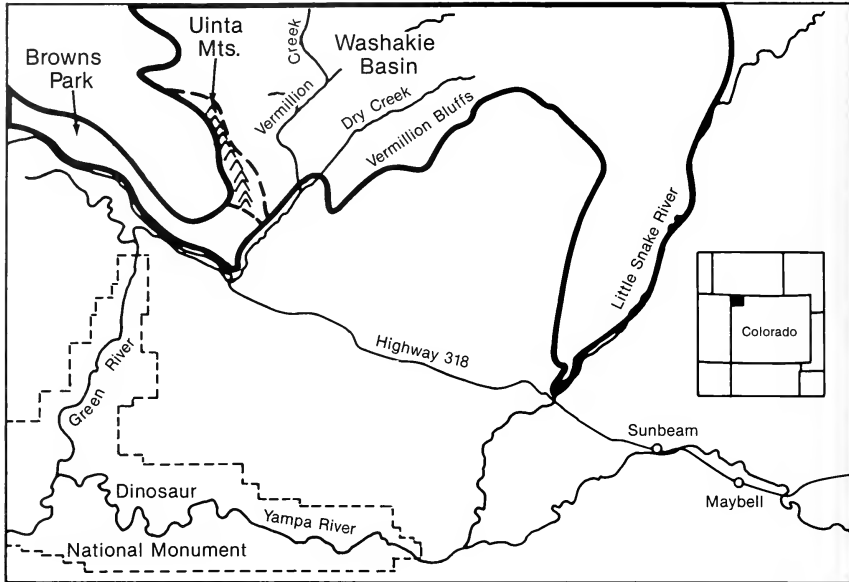 Uinta
Mts.
Browns
Park
Vermillion
Creek
Washakie
Basin
Dry Creek
Vermillion Bluffs
Little Snake River
Colorado
Highway 318
Green River
Sunbeam
Maybell
Dinosaur
Yampa River
National Monument